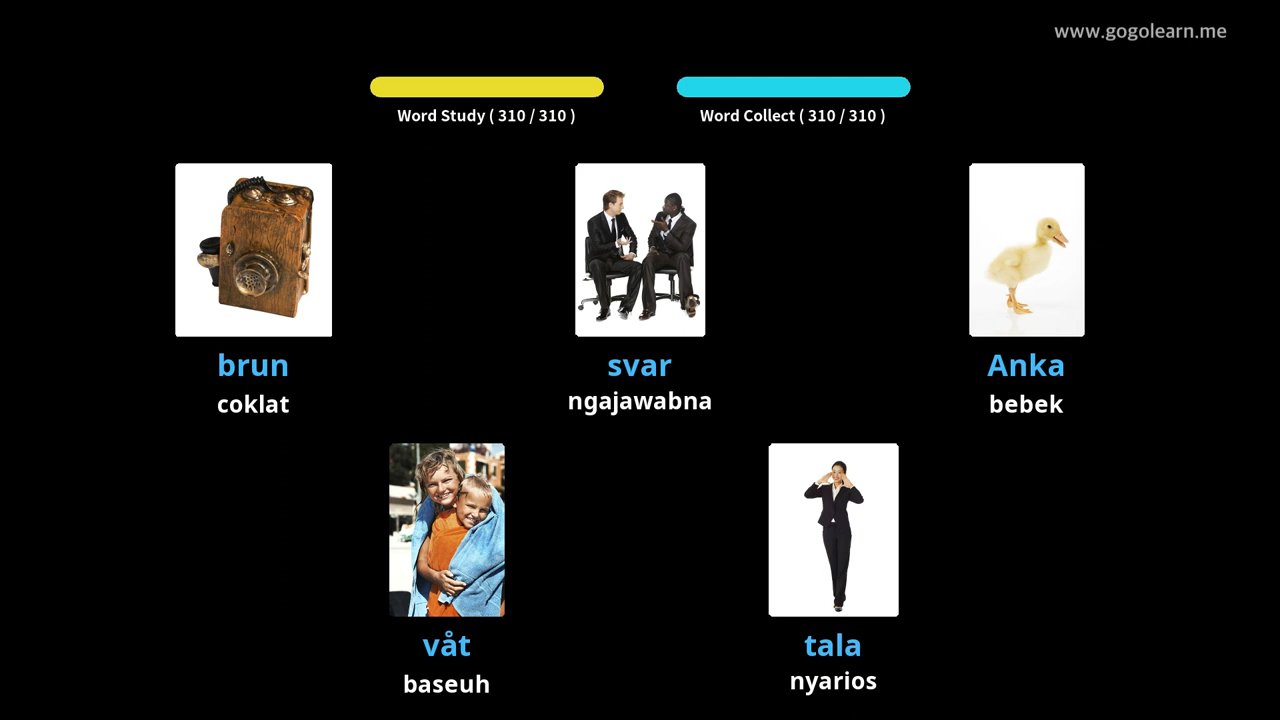 www.gogolearn.me
Word Study ( 310 / 310 )
Word Collect ( 310 / 310 )
brun
coklat
svar
ngajawabna
Anka
bebek
våt
baseuh
tala
nyarios